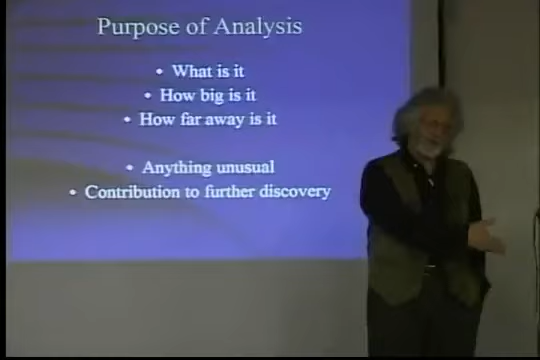 Purpose of Analysis
• What is it
• How big is it
• How far away is it
• Anything unusual
• Contribution to further discovery